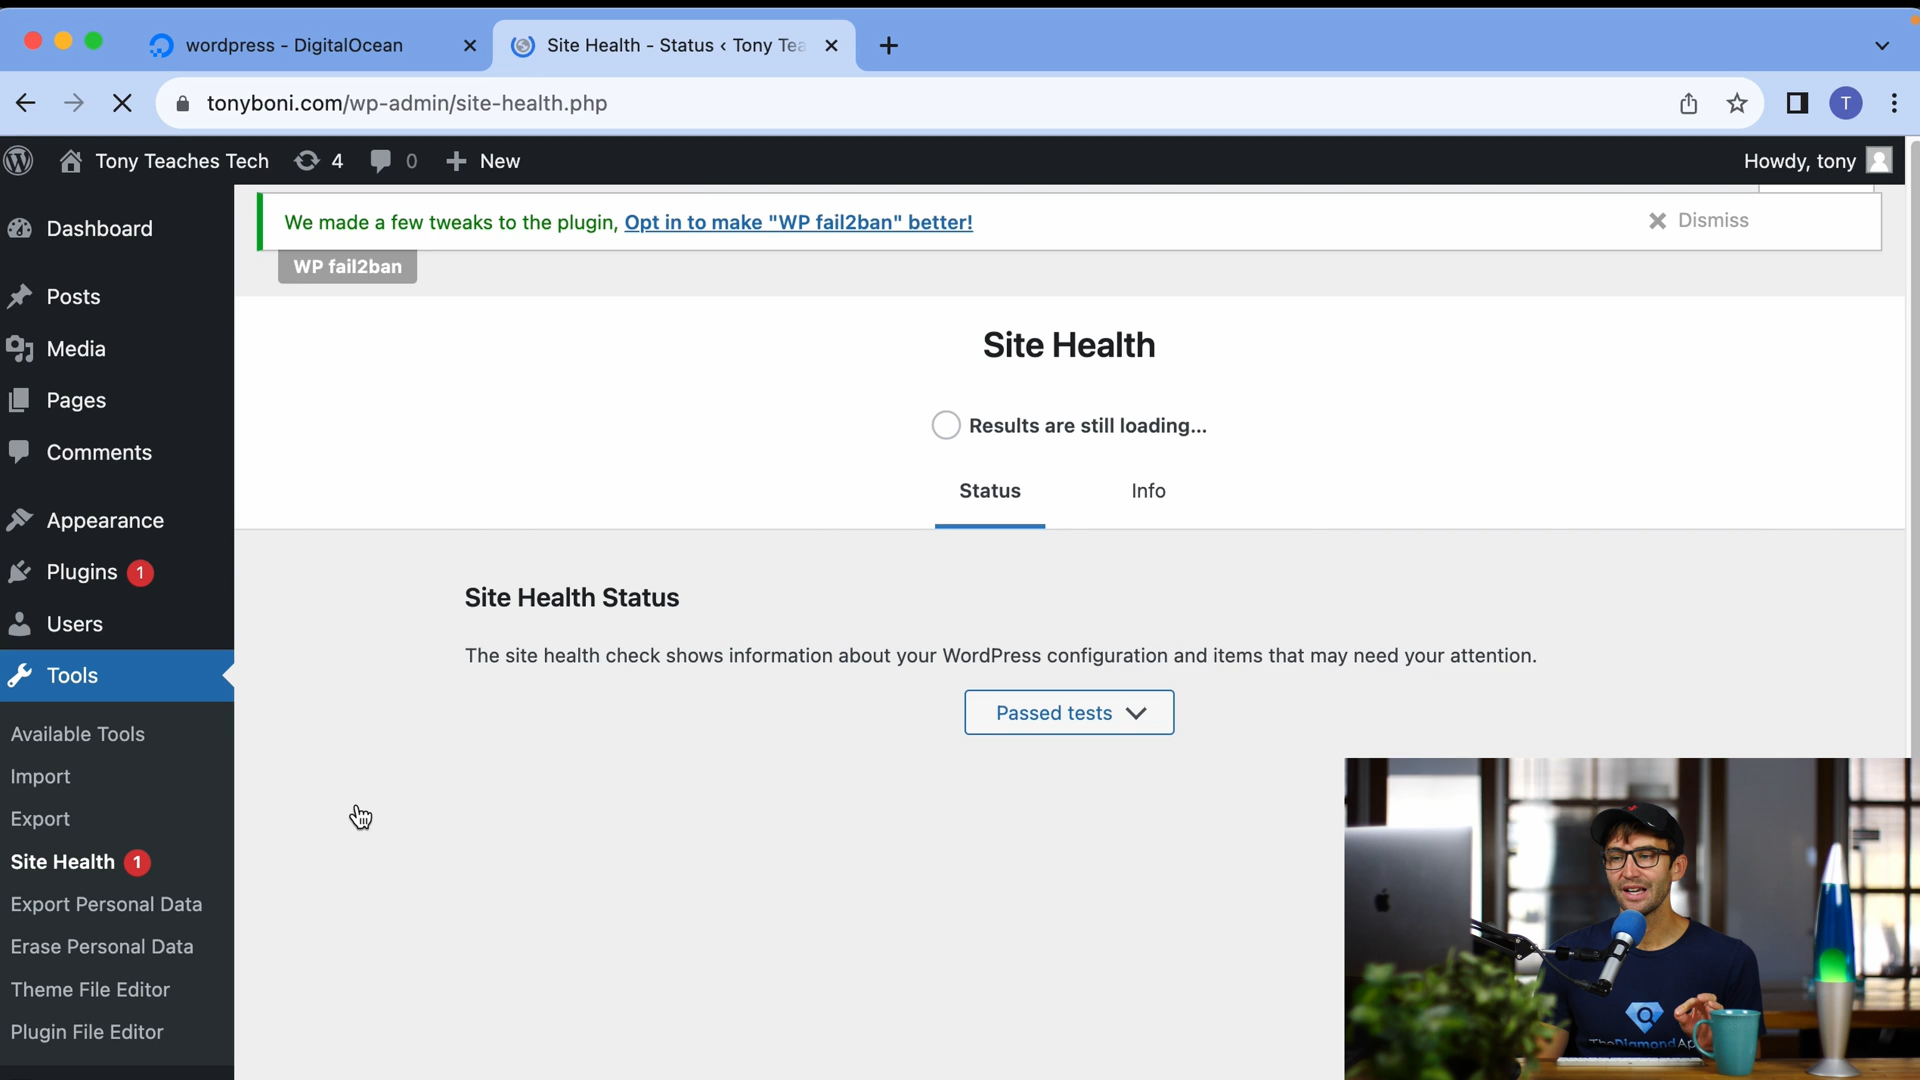 wordpress - DigitalOcean
Site Health - Status ‹ Tony Tea
tonyboni.com/wp-admin/site-health.php
T
Tony Teaches Tech
4
0
New
Howdy, tony
Dashboard
Posts
Media
Pages
Comments
Appearance
Plugins 1
Users
Tools
Available Tools
Import
Export
Site Health 1
Export Personal Data
Erase Personal Data
Theme File Editor
Plugin File Editor
We made a few tweaks to the plugin, Opt in to make "WP fail2ban" better!
Dismiss
WP fail2ban
Site Health
Results are still loading...
Status
Info
Site Health Status
The site health check shows information about your WordPress configuration and items that may need your attention.
Passed tests